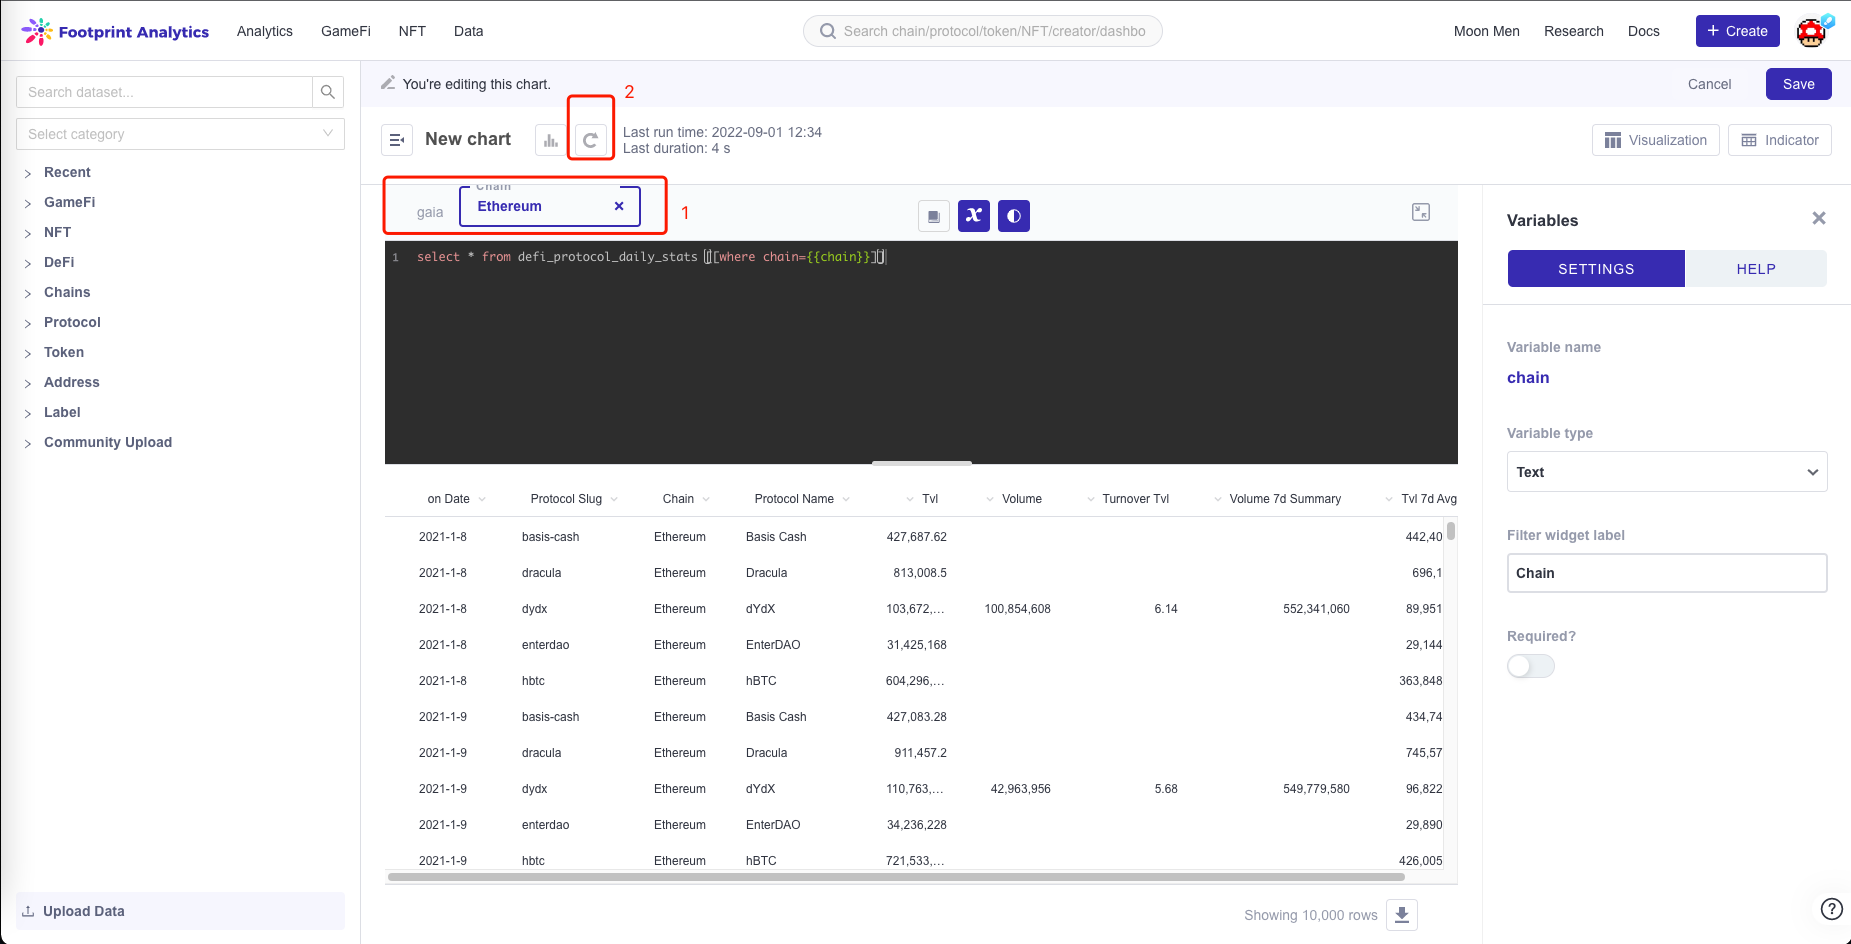 Footprint Analytics Analytics GameFi NFT Data Search chain/protocol/token/NFT/creator/dashbo Moon Men Research Docs + Create
Search dataset...
Select category
Recent
GameFi
NFT
DeFi
Chains
Protocol
Token
Address
Label
Community Upload
Upload Data
You're editing this chart. Cancel Save
2
New chart
Last run time: 2022-09-01 12:34
Last duration: 4 s
Visualization Indicator
gaia
Chain
Ethereum
1
1 select * from defi_protocol_daily_stats [[where chain={{chain}}]]
on Date Protocol Slug Chain Protocol Name Tvl Volume Turnover Tvl Volume 7d Summary Tvl 7d Avg
2021-1-8 basis-cash Ethereum Basis Cash 427,687.62 442,40
2021-1-8 dracula Ethereum Dracula 813,008.5 696,1
2021-1-8 dydx Ethereum dYdX 103,672,... 100,854,608 6.14 552,341,060 89,951
2021-1-8 enterdao Ethereum EnterDAO 31,425,168 29,144
2021-1-8 hbtc Ethereum hBTC 604,296,... 363,848
2021-1-9 basis-cash Ethereum Basis Cash 427,083.28 434,74
2021-1-9 dracula Ethereum Dracula 911,457.2 745,57
2021-1-9 dydx Ethereum dYdX 110,763,... 42,963,956 5.68 549,779,580 96,822
2021-1-9 enterdao Ethereum EnterDAO 34,236,228 29,890
2021-1-9 hbtc Ethereum hBTC 721,533,... 426,005
Showing 10,000 rows
Variables
SETTINGS HELP
Variable name
chain
Variable type
Text
Filter widget label
Chain
Required?